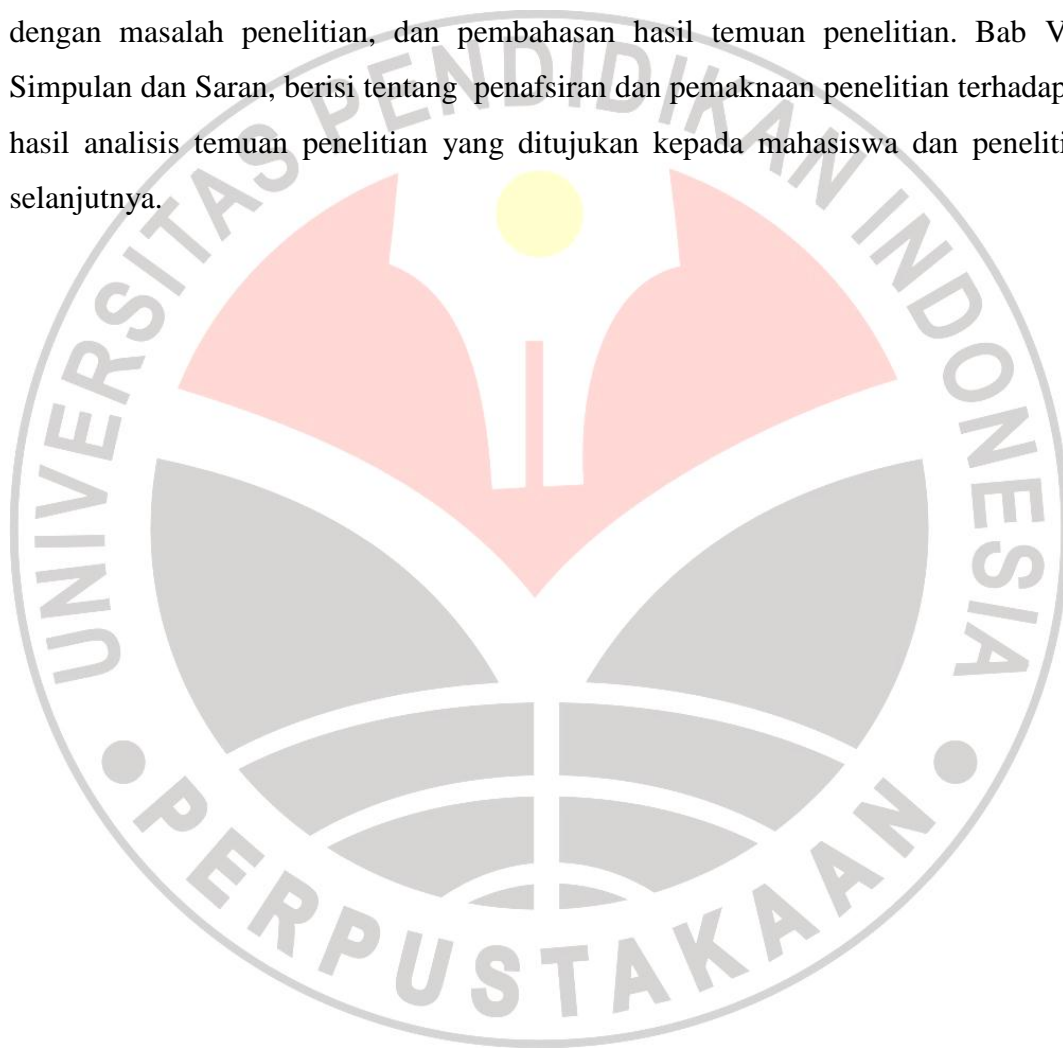 dengan masalah penelitian, dan pembahasan hasil temuan penelitian. Bab V
Simpulan dan Saran, berisi tentang penafsiran dan pemaknaan penelitian terhadap
hasil analisis temuan penelitian yang ditujukan kepada mahasiswa dan peneliti
selanjutnya.
UNIVERSITAS PENDIDIKAN INDONESIA
PERPUSTAKAAN